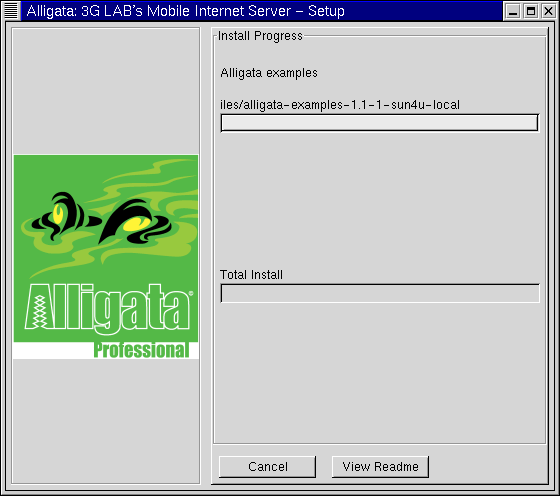 Alligata: 3G LAB's Mobile Internet Server – Setup
Install Progress
Alligata examples
iles/alligata-examples-1.1-1-sun4u-local
Alligata®
Professional
Total Install
Cancel
View Readme